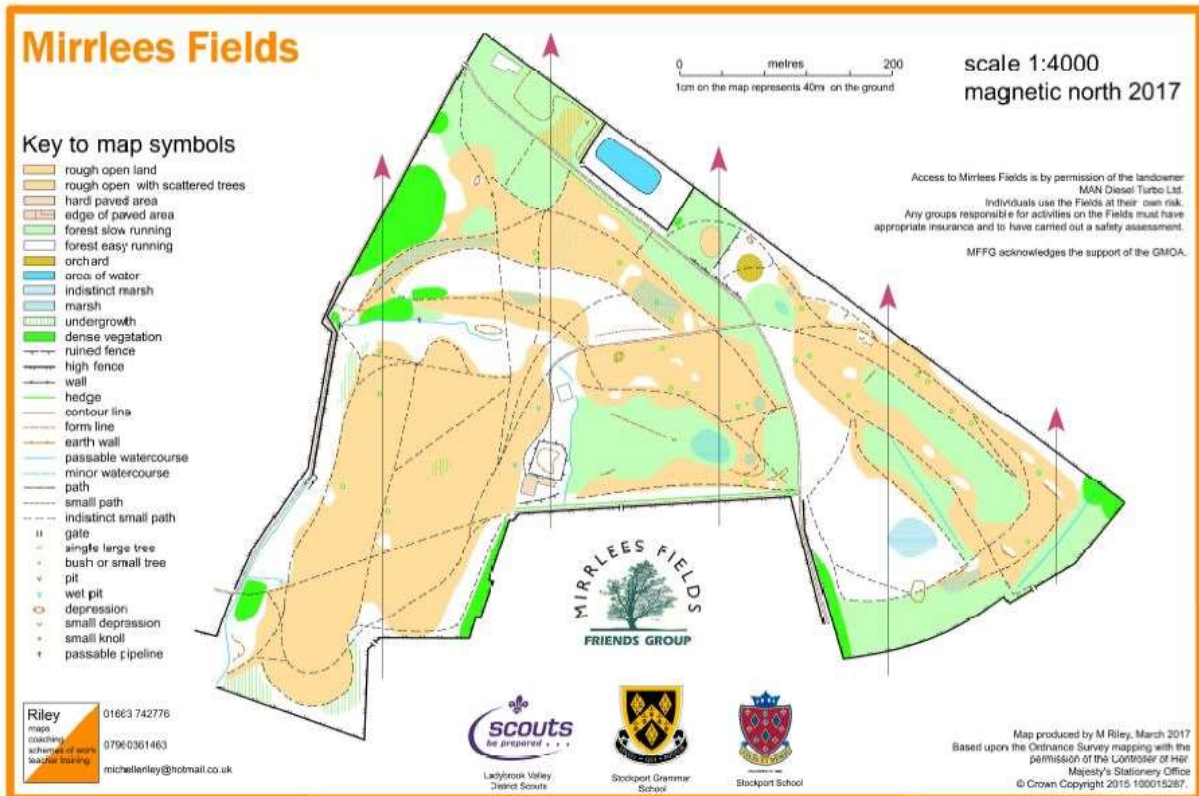 Mirrlees Fields
0 metres 200
1cm on the map represents 40m on the ground
scale 1:4000
magnetic north 2017
Key to map symbols
rough open land
rough open with scattered trees
hard paved area
edge of paved area
forest slow running
forest easy running
orchard
area of water
indistinct marsh
marsh
undergrowth
dense vegetation
ruined fence
high fence
wall
hedge
contour line
form line
earth wall
passable watercourse
minor watercourse
path
small path
indistinct small path
gate
single large tree
bush or small tree
pit
wet pit
depression
small depression
small knoll
passable pipeline
Access to Mirrlees Fields is by permission of the landowner
MAN Diesel Turbo Ltd.
Individuals use the Fields at their own risk.
Any groups responsible for activities on the Fields must have
appropriate insurance and to have carried out a safety assessment.
MFFG acknowledges the support of the GMOA.
MIRRLEES FIELDS
FRIENDS GROUP
Riley
maps
coaching
schemes of work
teacher training
01663 742776
07960361463
michelleriley@hotmail.co.uk
scouts
be prepared . . .
Ladybrook Valley
District Scouts
Stockport Grammar
School
Stockport School
Map produced by M Riley, March 2017
Based upon the Ordnance Survey mapping with the
permission of the Controller of Her
Majesty's Stationery Office
© Crown Copyright 2015 100015287.